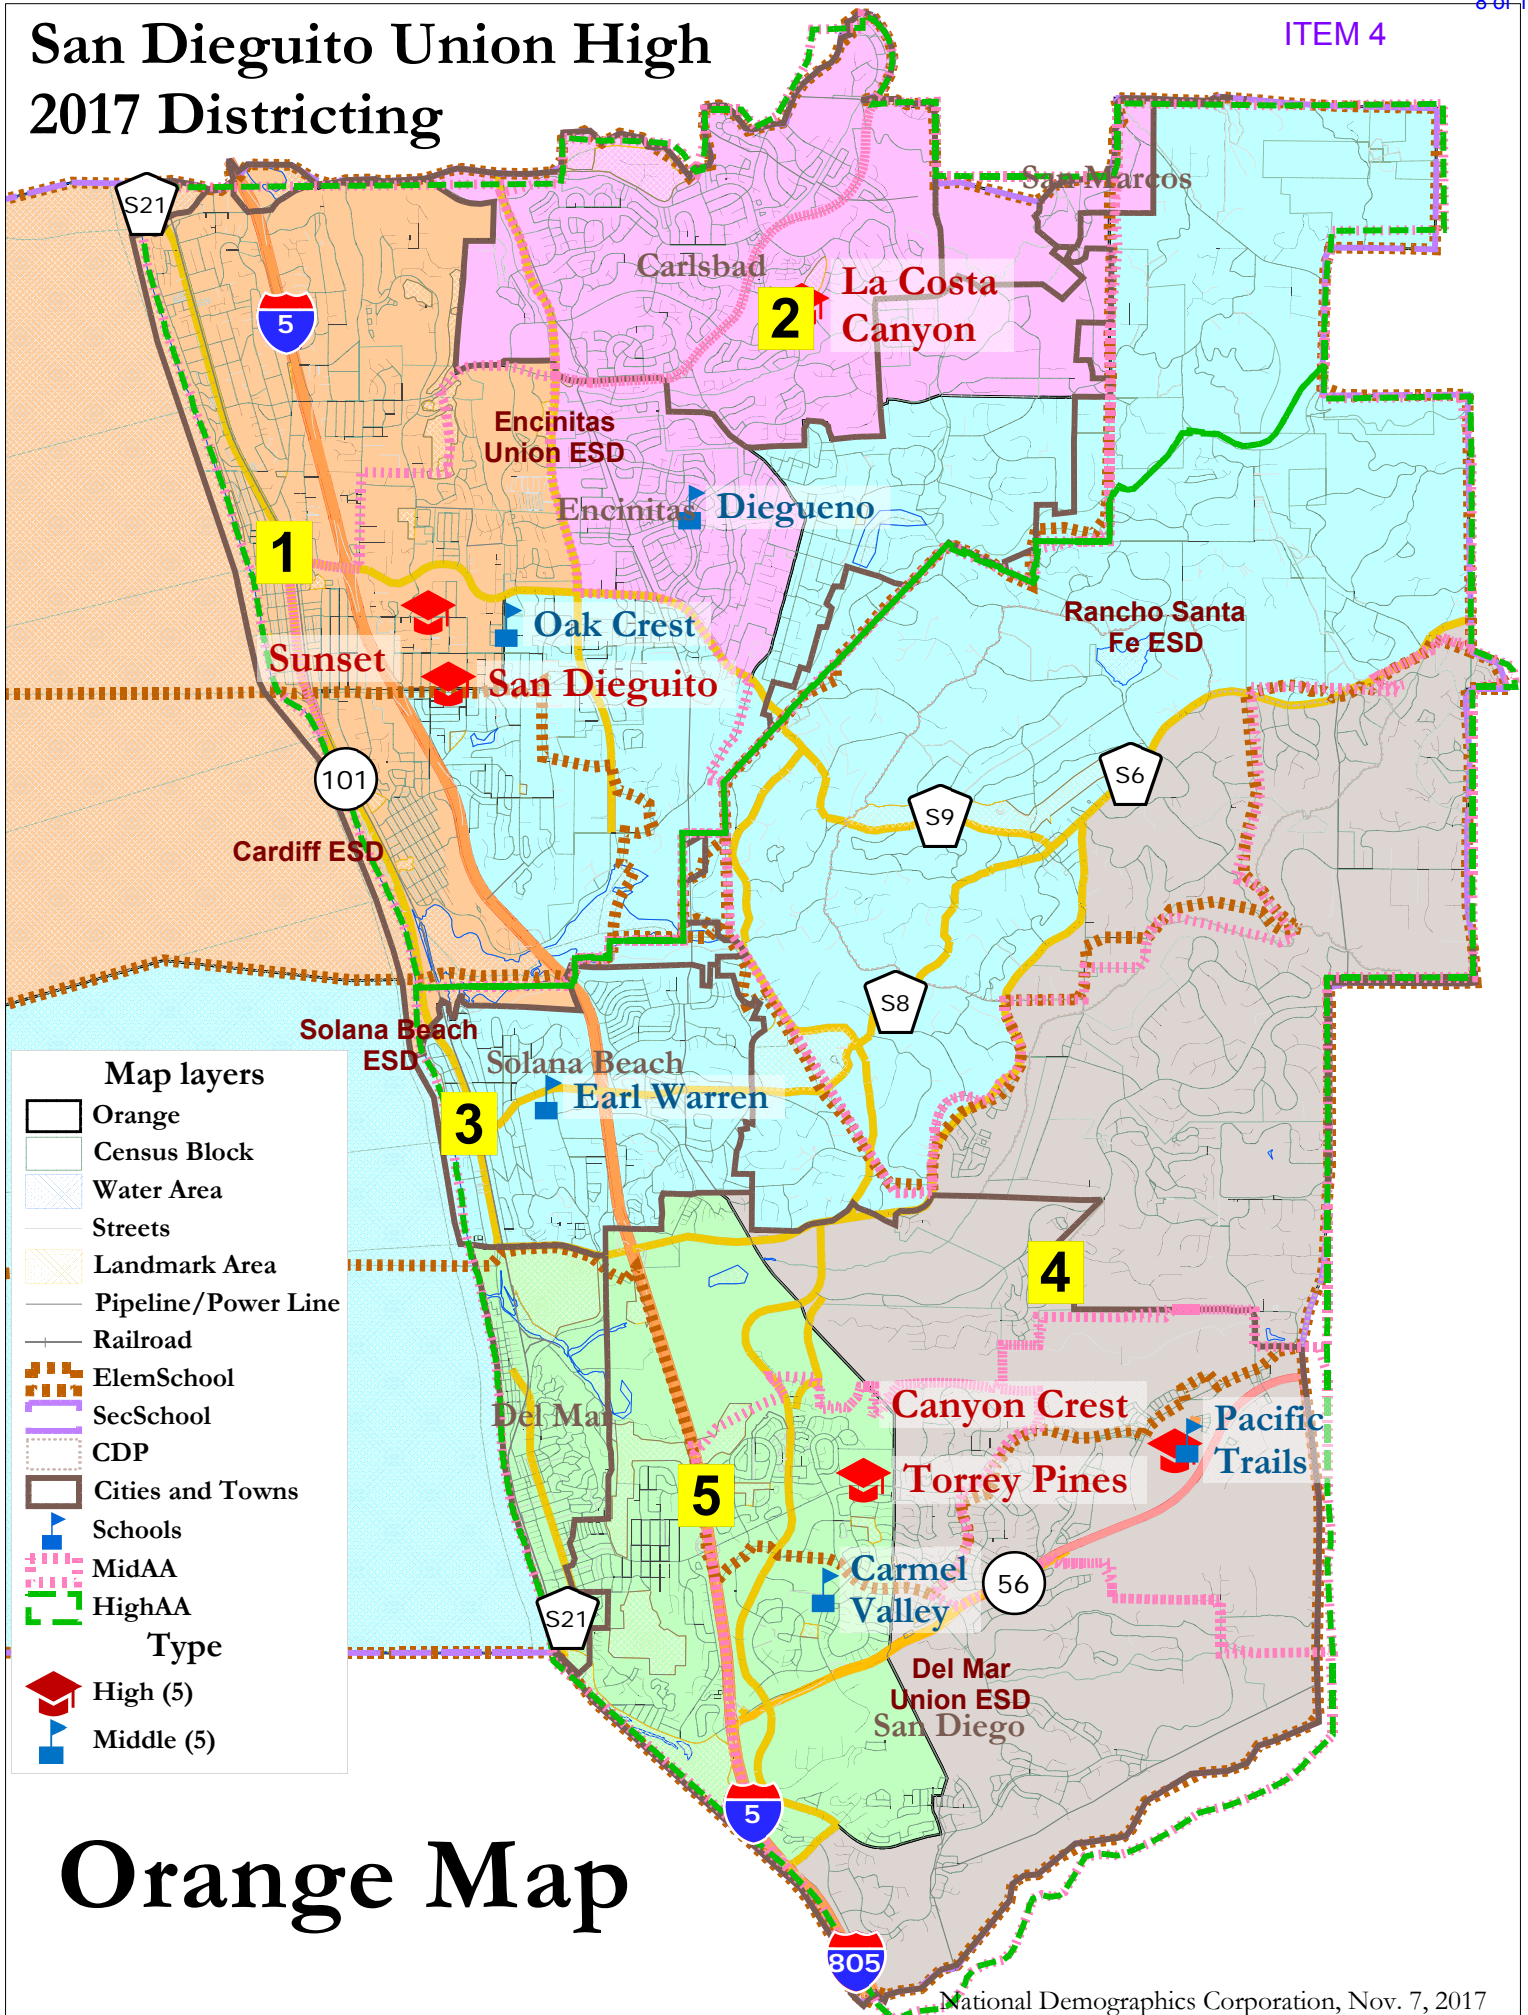 San Dieguito Union High
2017 Districting
ITEM 4
S21
5
San Marcos
Carlsbad
2
La Costa
Canyon
Encinitas
Union ESD
Encinitas
Diegueno
1
Oak Crest
Sunset
San Dieguito
Rancho Santa
Fe ESD
101
S6
S9
Cardiff ESD
S8
Solana Beach
ESD
Solana Beach
Earl Warren
3
4
Del Mar
Canyon Crest
Pacific
Trails
Torrey Pines
5
Carmel
Valley
56
S21
Del Mar
Union ESD
San Diego
5
805
Map layers
Orange
Census Block
Water Area
Streets
Landmark Area
Pipeline/Power Line
Railroad
ElemSchool
SecSchool
CDP
Cities and Towns
Schools
MidAA
HighAA
Type
High (5)
Middle (5)
Orange Map
National Demographics Corporation, Nov. 7, 2017